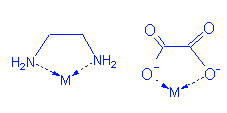 O O
H₂N NH₂ O⁻ O⁻
M M